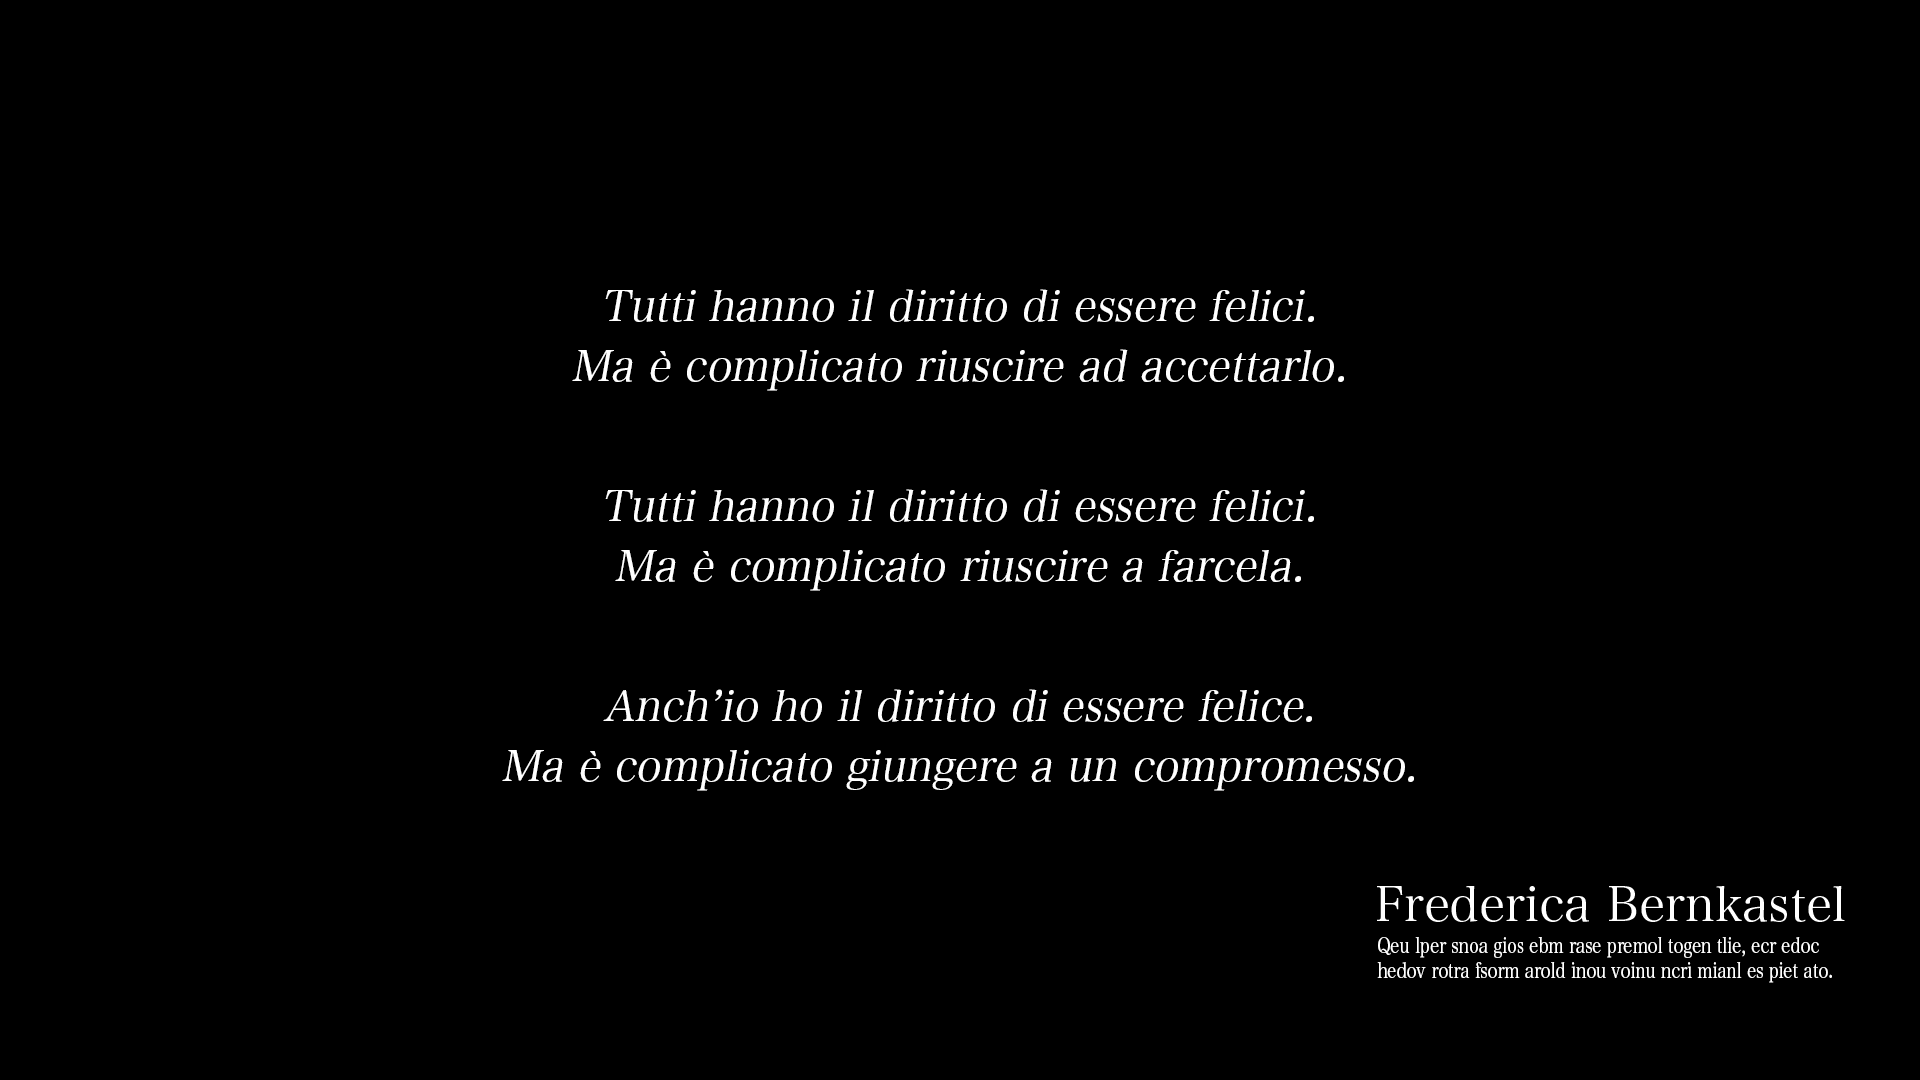 Tutti hanno il diritto di essere felici.
Ma è complicato riuscire ad accettarlo.
Tutti hanno il diritto di essere felici.
Ma è complicato riuscire a farcela.
Anch’io ho il diritto di essere felice.
Ma è complicato giungere a un compromesso.
Frederica Bernkastel
Qeu lper snoa gios ebm rase premol togen tlie, ecr edoc
hedov rotra fsorm arold inou voinu ncri mianl es piet ato.